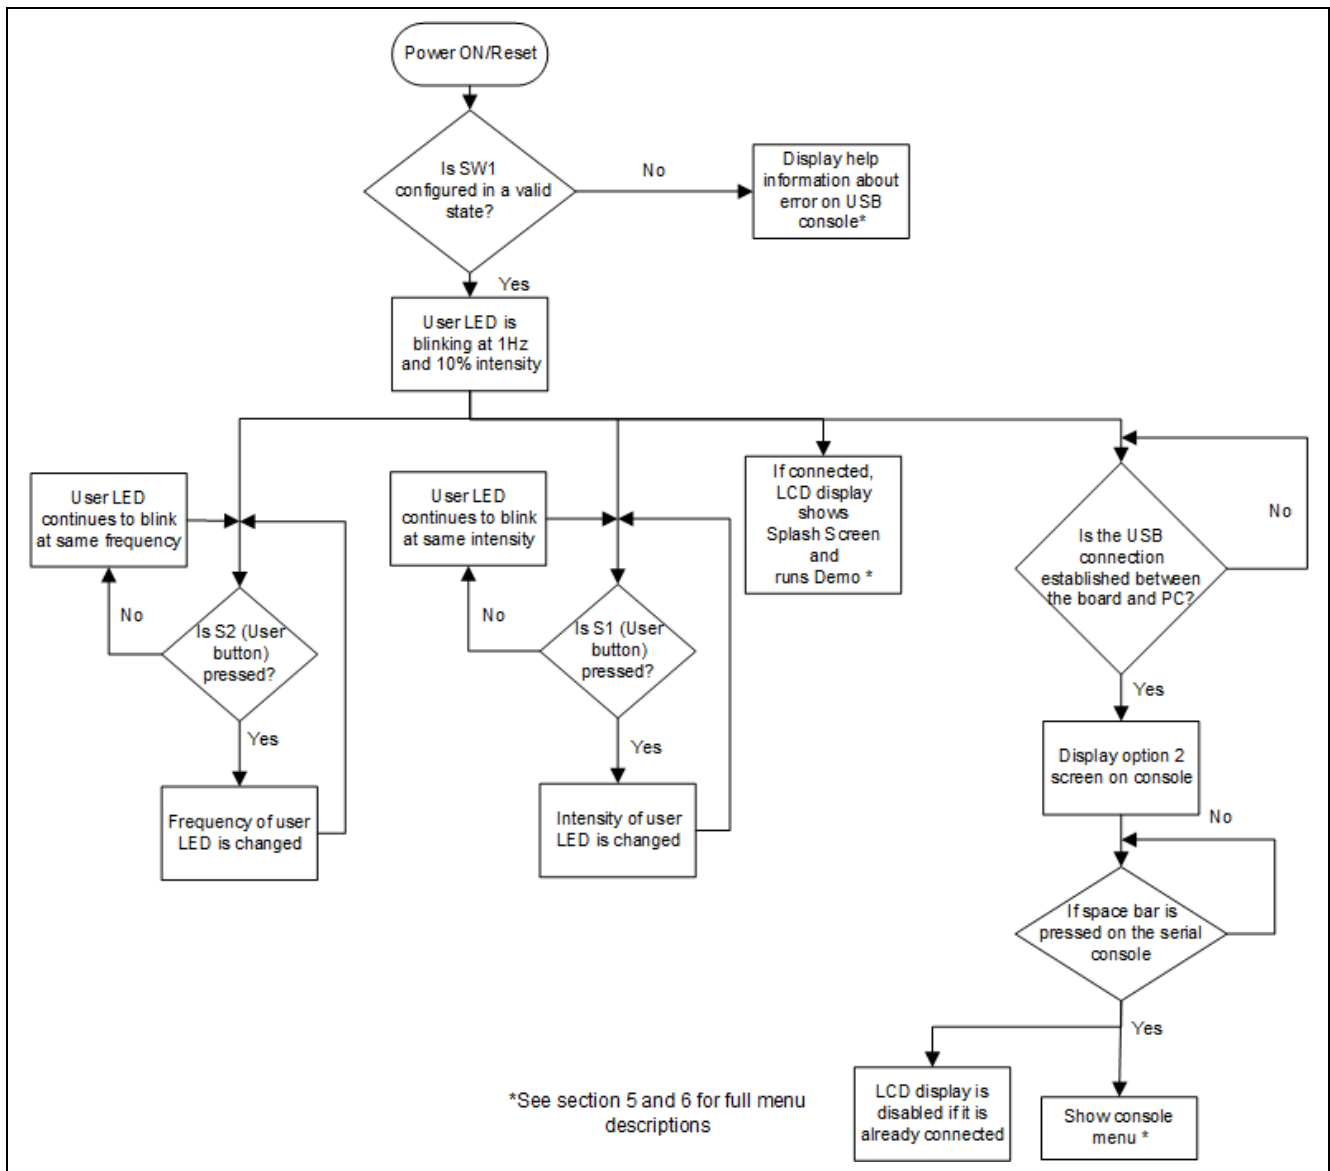 Power ON/Reset
Is SW1
configured in a valid
state?
No
Display help
information about
error on USB
console*
Yes
User LED is
blinking at 1Hz
and 10% intensity
User LED
continues to blink
at same frequency
No
Is S2 (User
button)
pressed?
Yes
Frequency of user
LED is changed
User LED
continues to blink
at same intensity
No
Is S1 (User
button)
pressed?
Yes
Intensity of user
LED is changed
If connected,
LCD display
shows
Splash Screen
and
runs Demo *
Is the USB
connection
established between
the board and PC?
No
Yes
Display option 2
screen on console
No
If space bar is
pressed on the serial
console
Yes
LCD display is
disabled if it is
already connected
Show console
menu *
*See section 5 and 6 for full menu
descriptions